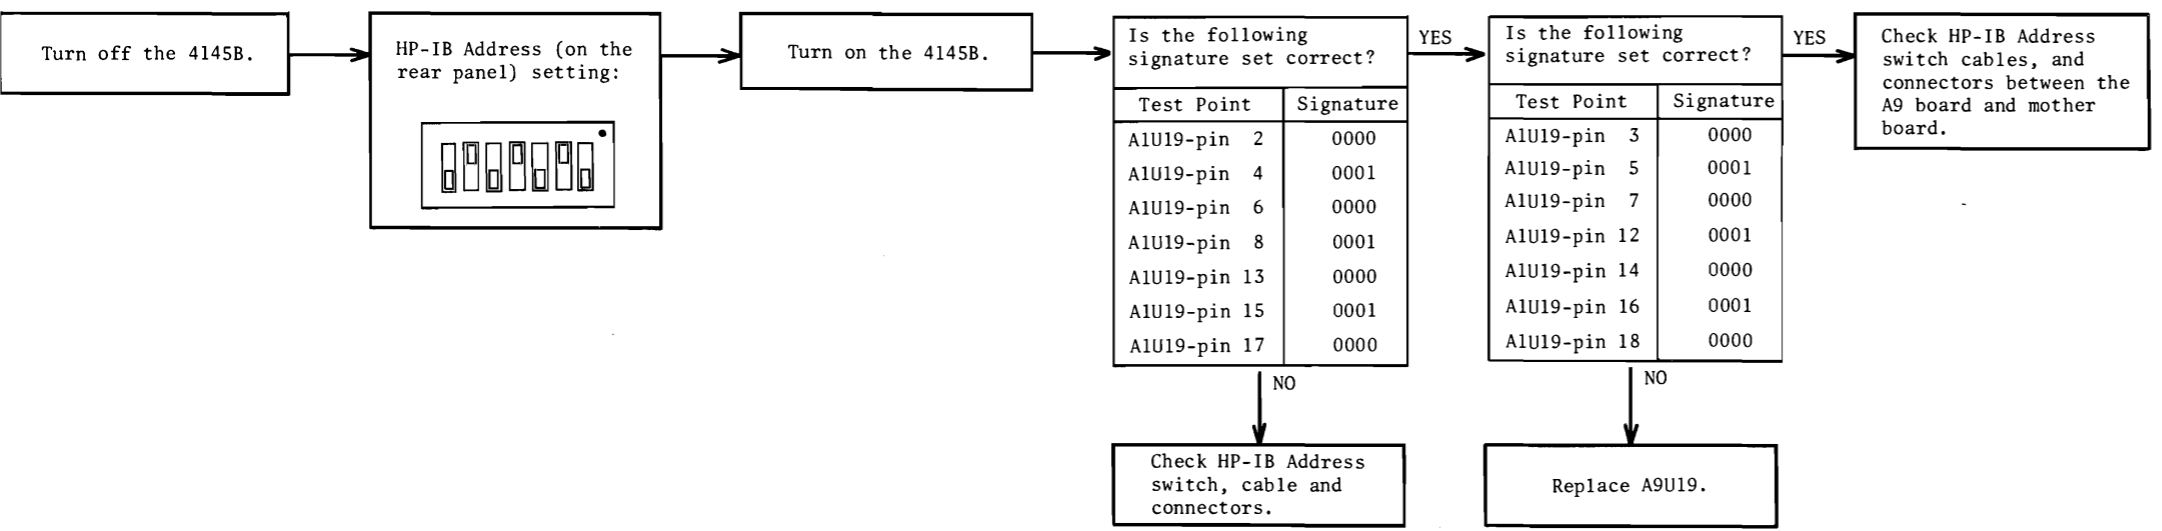 Turn off the 4145B.
HP-IB Address (on the
rear panel) setting:
Turn on the 4145B.
Is the following
signature set correct?
Test Point Signature
A1U19-pin 2 0000
A1U19-pin 4 0001
A1U19-pin 6 0000
A1U19-pin 8 0001
A1U19-pin 13 0000
A1U19-pin 15 0001
A1U19-pin 17 0000
YES
NO
Check HP-IB Address
switch, cable and
connectors.
Is the following
signature set correct?
Test Point Signature
A1U19-pin 3 0000
A1U19-pin 5 0001
A1U19-pin 7 0000
A1U19-pin 12 0001
A1U19-pin 14 0000
A1U19-pin 16 0001
A1U19-pin 18 0000
YES
NO
Replace A9U19.
Check HP-IB Address
switch cables, and
connectors between the
A9 board and mother
board.